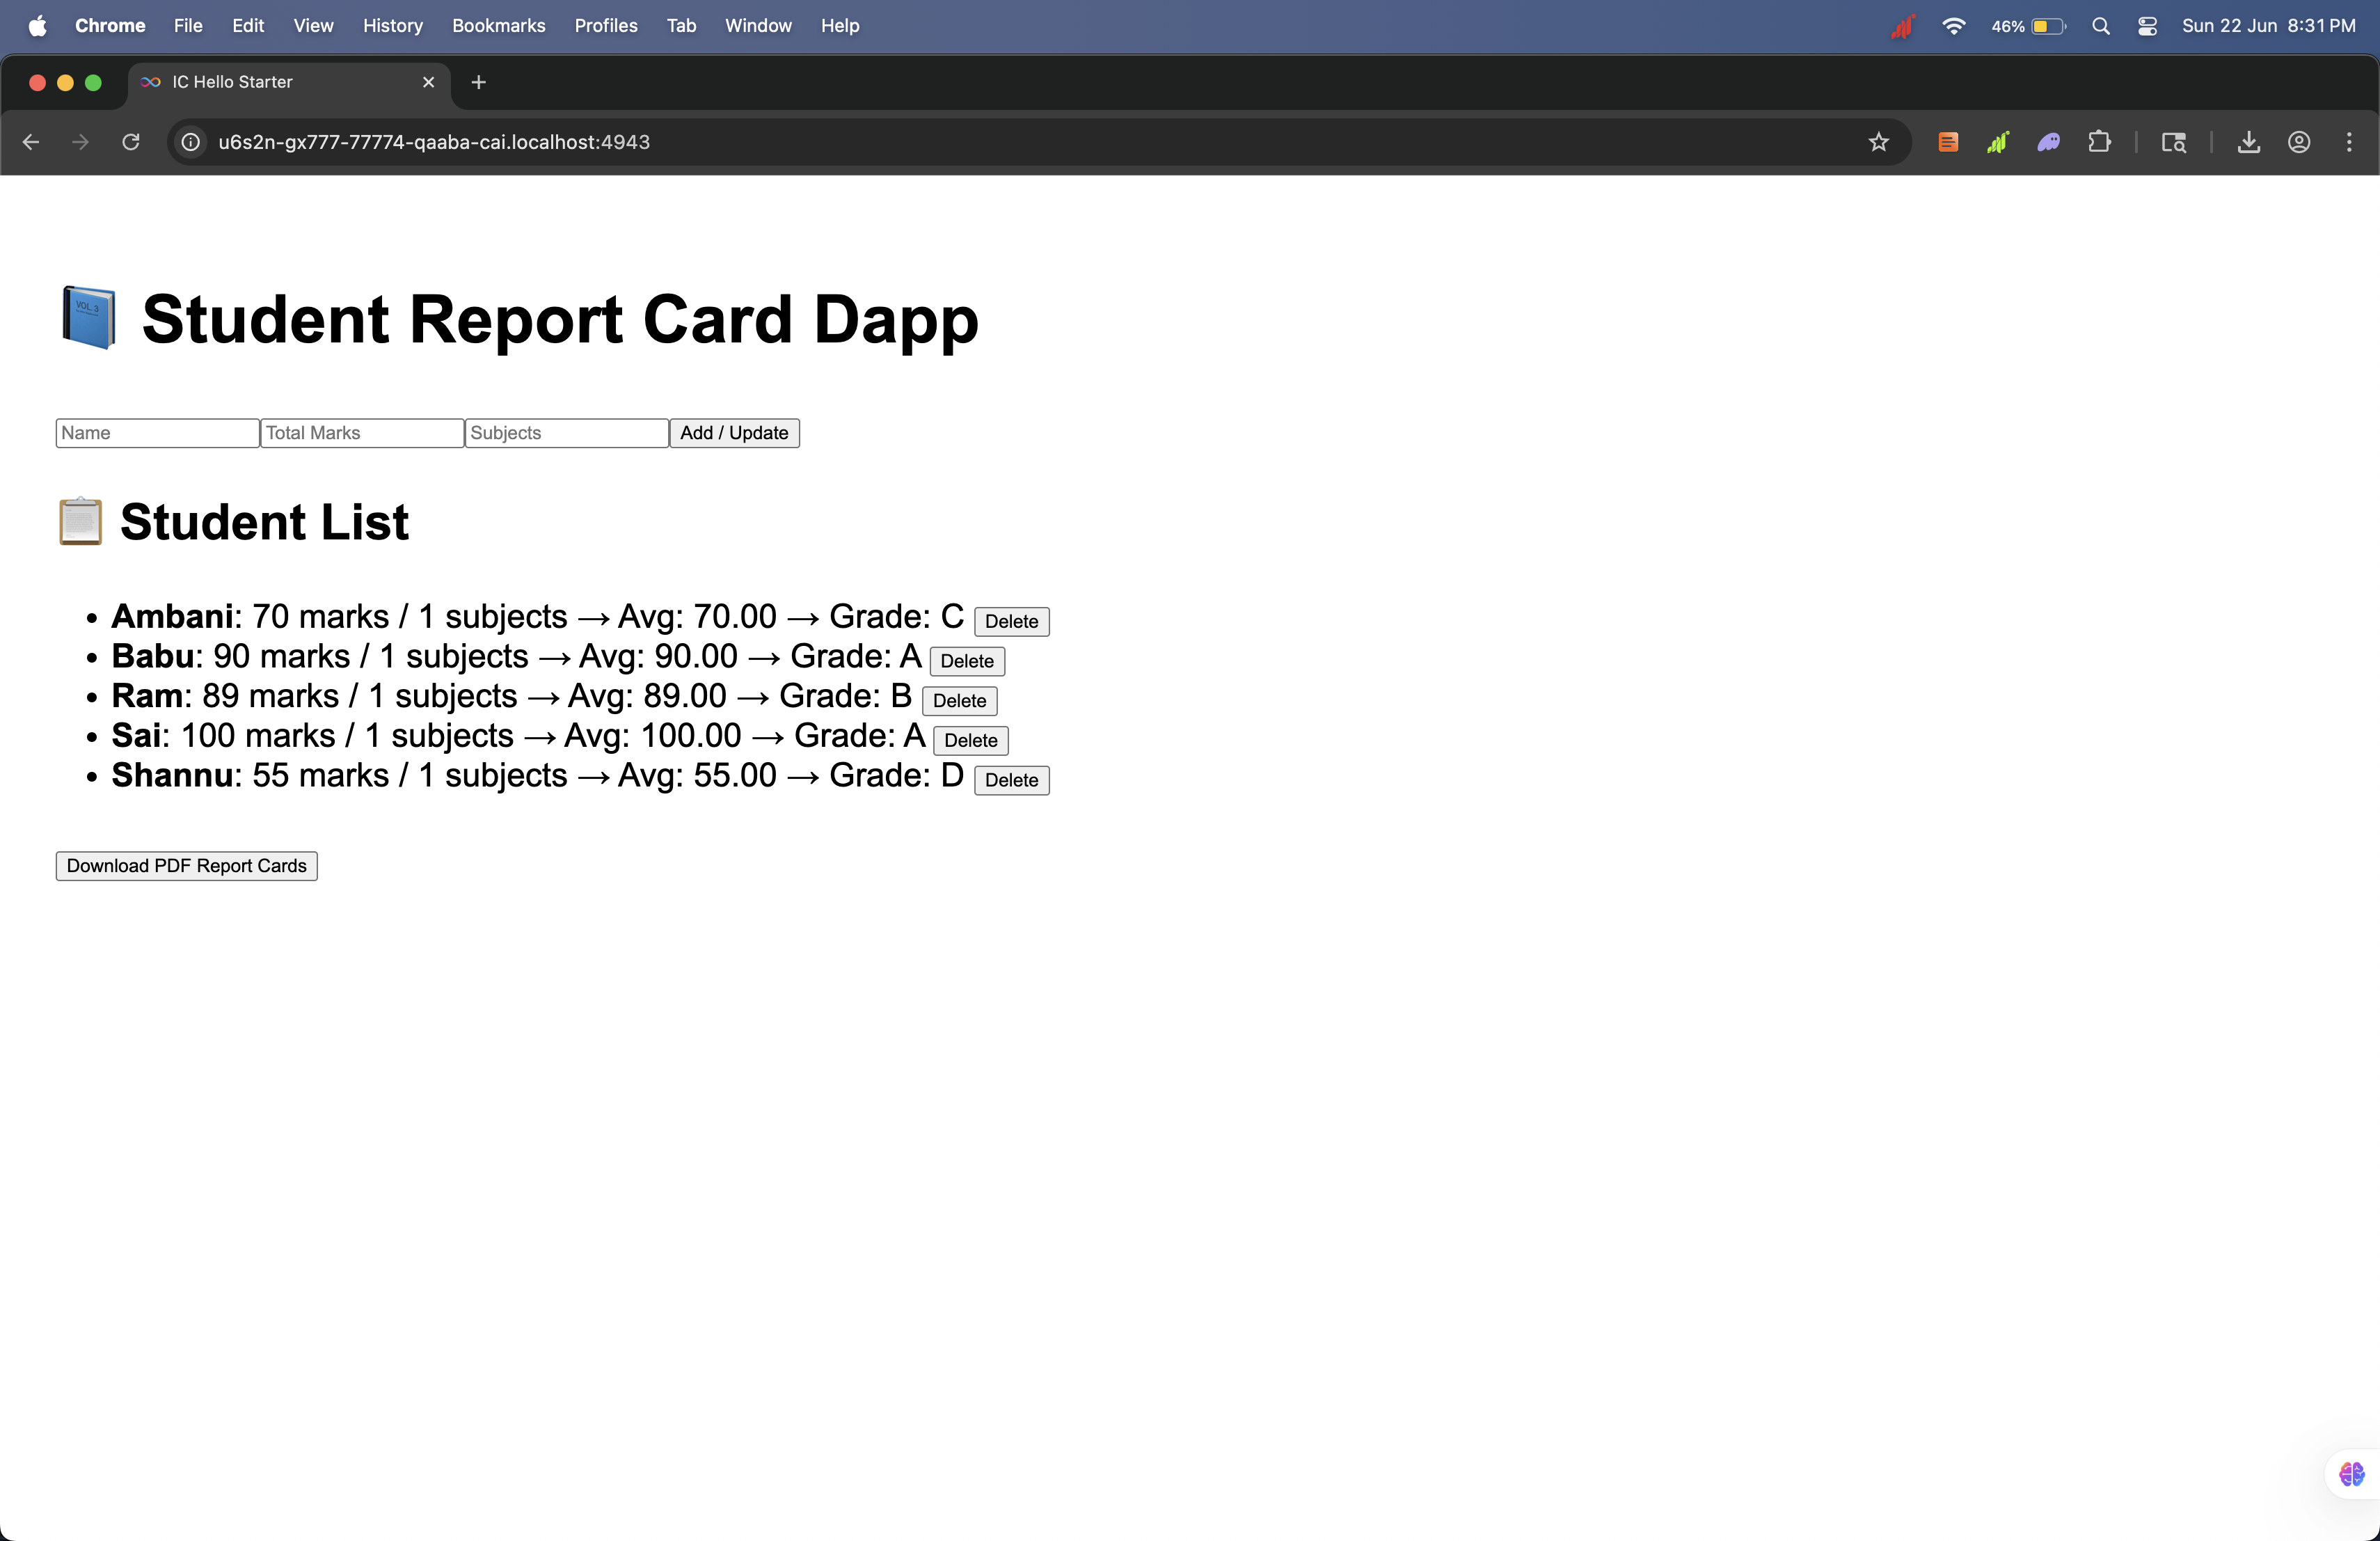 Chrome File Edit View History Bookmarks Profiles Tab Window Help 46% Sun 22 Jun 8:31 PM
IC Hello Starter
u6s2n-gx777-77774-qaaba-cai.localhost:4943
VOL. 3
Student Report Card Dapp
Name Total Marks Subjects Add / Update
Student List
• Ambani: 70 marks / 1 subjects → Avg: 70.00 → Grade: C Delete
• Babu: 90 marks / 1 subjects → Avg: 90.00 → Grade: A Delete
• Ram: 89 marks / 1 subjects → Avg: 89.00 → Grade: B Delete
• Sai: 100 marks / 1 subjects → Avg: 100.00 → Grade: A Delete
• Shannu: 55 marks / 1 subjects → Avg: 55.00 → Grade: D Delete
Download PDF Report Cards